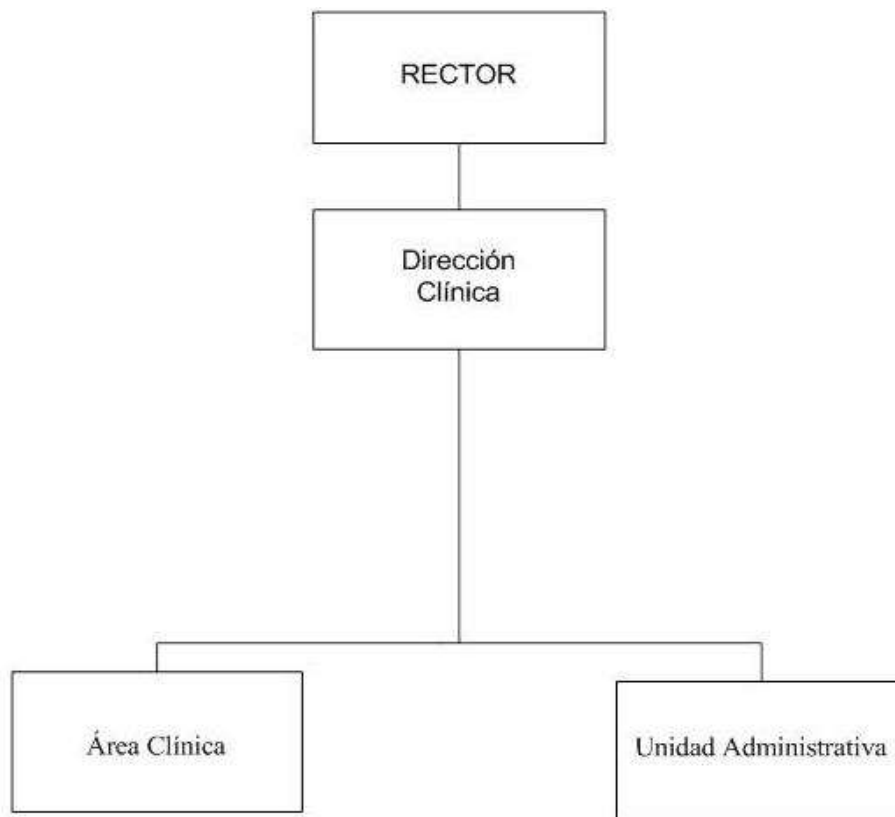 RECTOR
Dirección
Clínica
Área Clínica
Unidad Administrativa